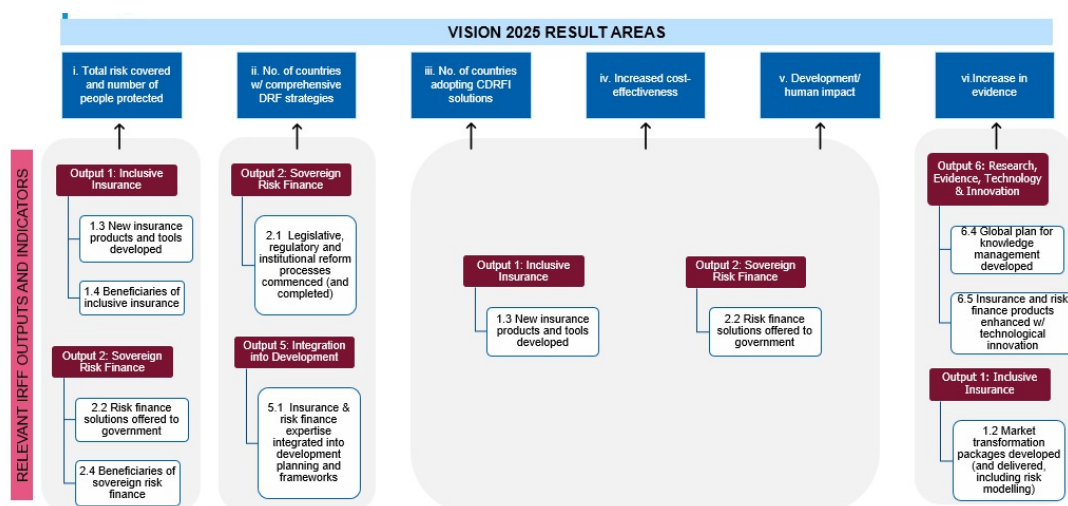 VISION 2025 RESULT AREAS
i. Total risk covered
and number of
people protected
ii. No. of countries
w/ comprehensive
DRF strategies
iii. No. of countries
adopting CDRFI
solutions
iv. Increased cost-
effectiveness
v. Development/
human impact
vi.Increase in
evidence
RELEVANT IRFF OUTPUTS AND INDICATORS
Output 1: Inclusive
Insurance
1.3 New insurance
products and tools
developed
1.4 Beneficiaries of
inclusive insurance
Output 2: Sovereign
Risk Finance
2.2 Risk finance
solutions offered to
government
2.4 Beneficiaries of
sovereign risk
finance
Output 2: Sovereign
Risk Finance
2.1 Legislative,
regulatory and
institutional reform
processes
commenced (and
completed)
Output 5: Integration
into Development
5.1 Insurance &
risk finance
expertise
integrated into
development
planning and
frameworks
Output 1: Inclusive
Insurance
1.3 New insurance
products and tools
developed
Output 2: Sovereign
Risk Finance
2.2 Risk finance
solutions offered to
government
Output 6: Research,
Evidence, Technology
& Innovation
6.4 Global plan for
knowledge
management
developed
6.5 Insurance and risk
finance products
enhanced w/
technological
innovation
Output 1: Inclusive
Insurance
1.2 Market
transformation
packages developed
(and delivered,
including risk
modelling)